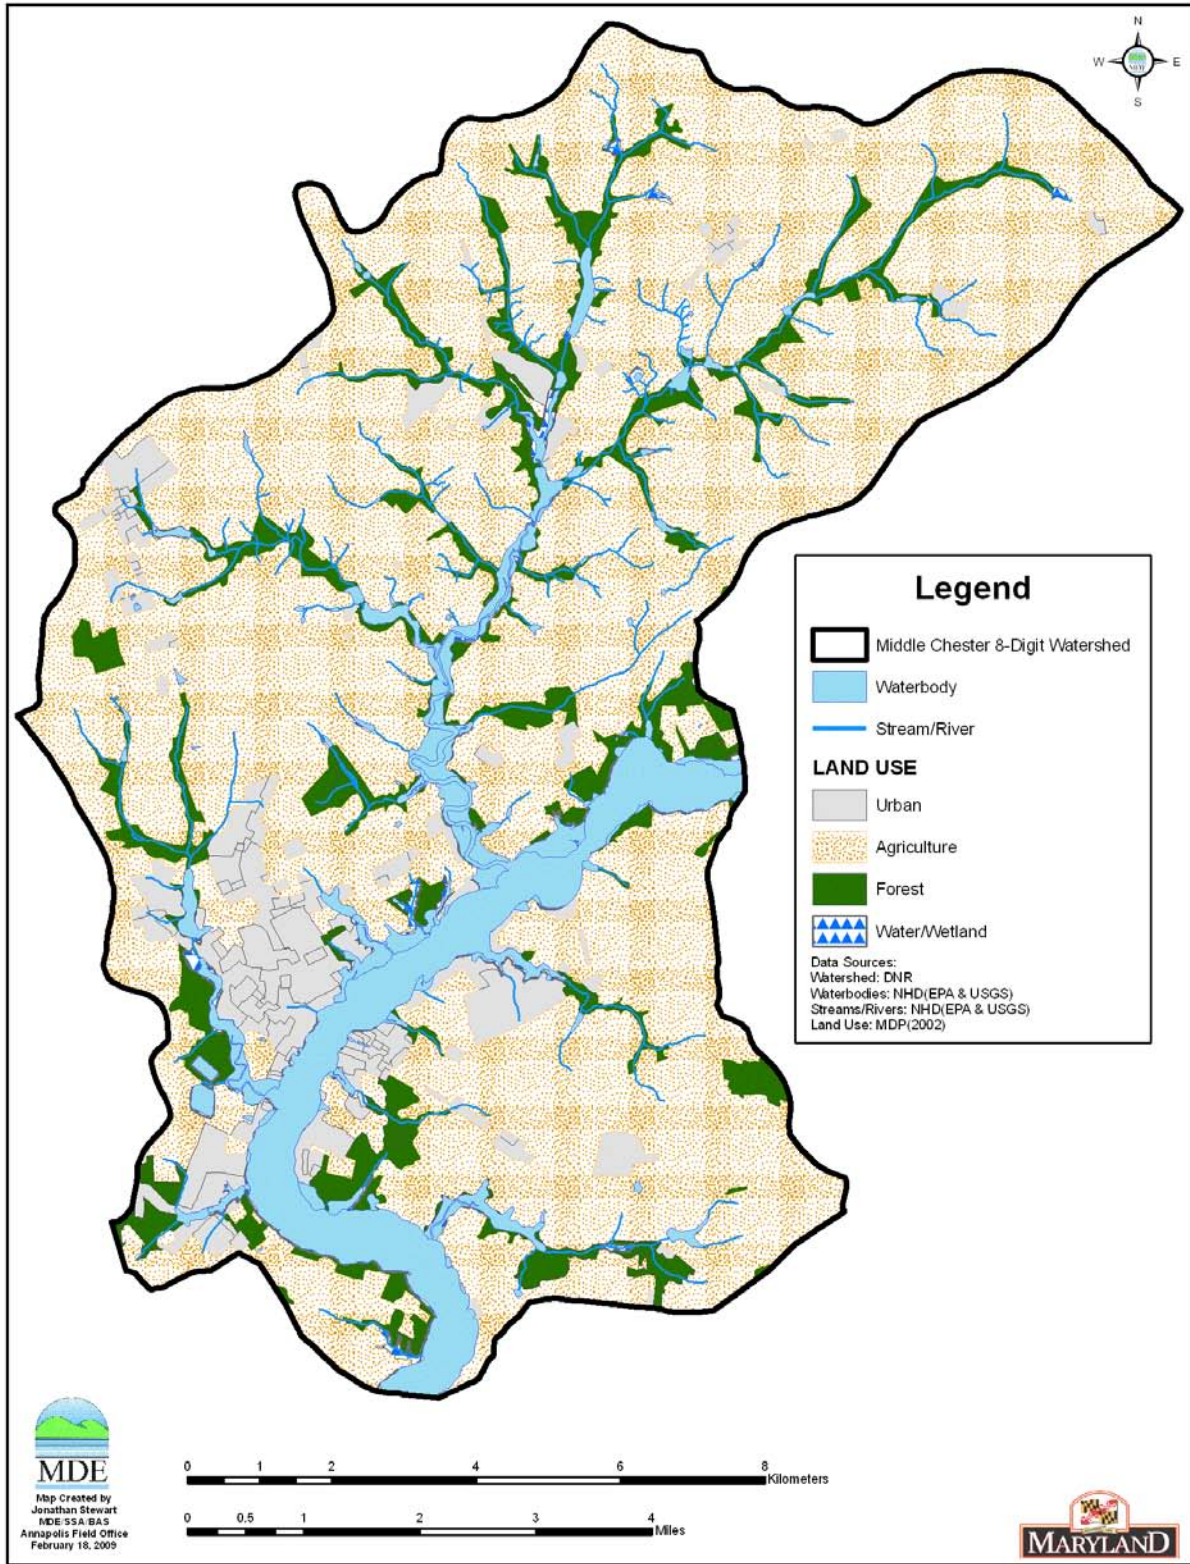 N
W
E
MDE
S
Legend
Middle Chester 8-Digit Watershed
Waterbody
Stream/River
LAND USE
Urban
Agriculture
Forest
Water/Wetland
Data Sources:
Watershed: DNR
Waterbodies: NHD(EPA & USGS)
Streams/Rivers: NHD(EPA & USGS)
Land Use: MDP(2002)
MDE
Map Created by
Jonathan Stewart
MDE/SSA/BAS
Annapolis Field Office
February 18, 2009
0 1 2 4 6 8
Kilometers
0 0.5 1 2 3 4
Miles
MARYLAND